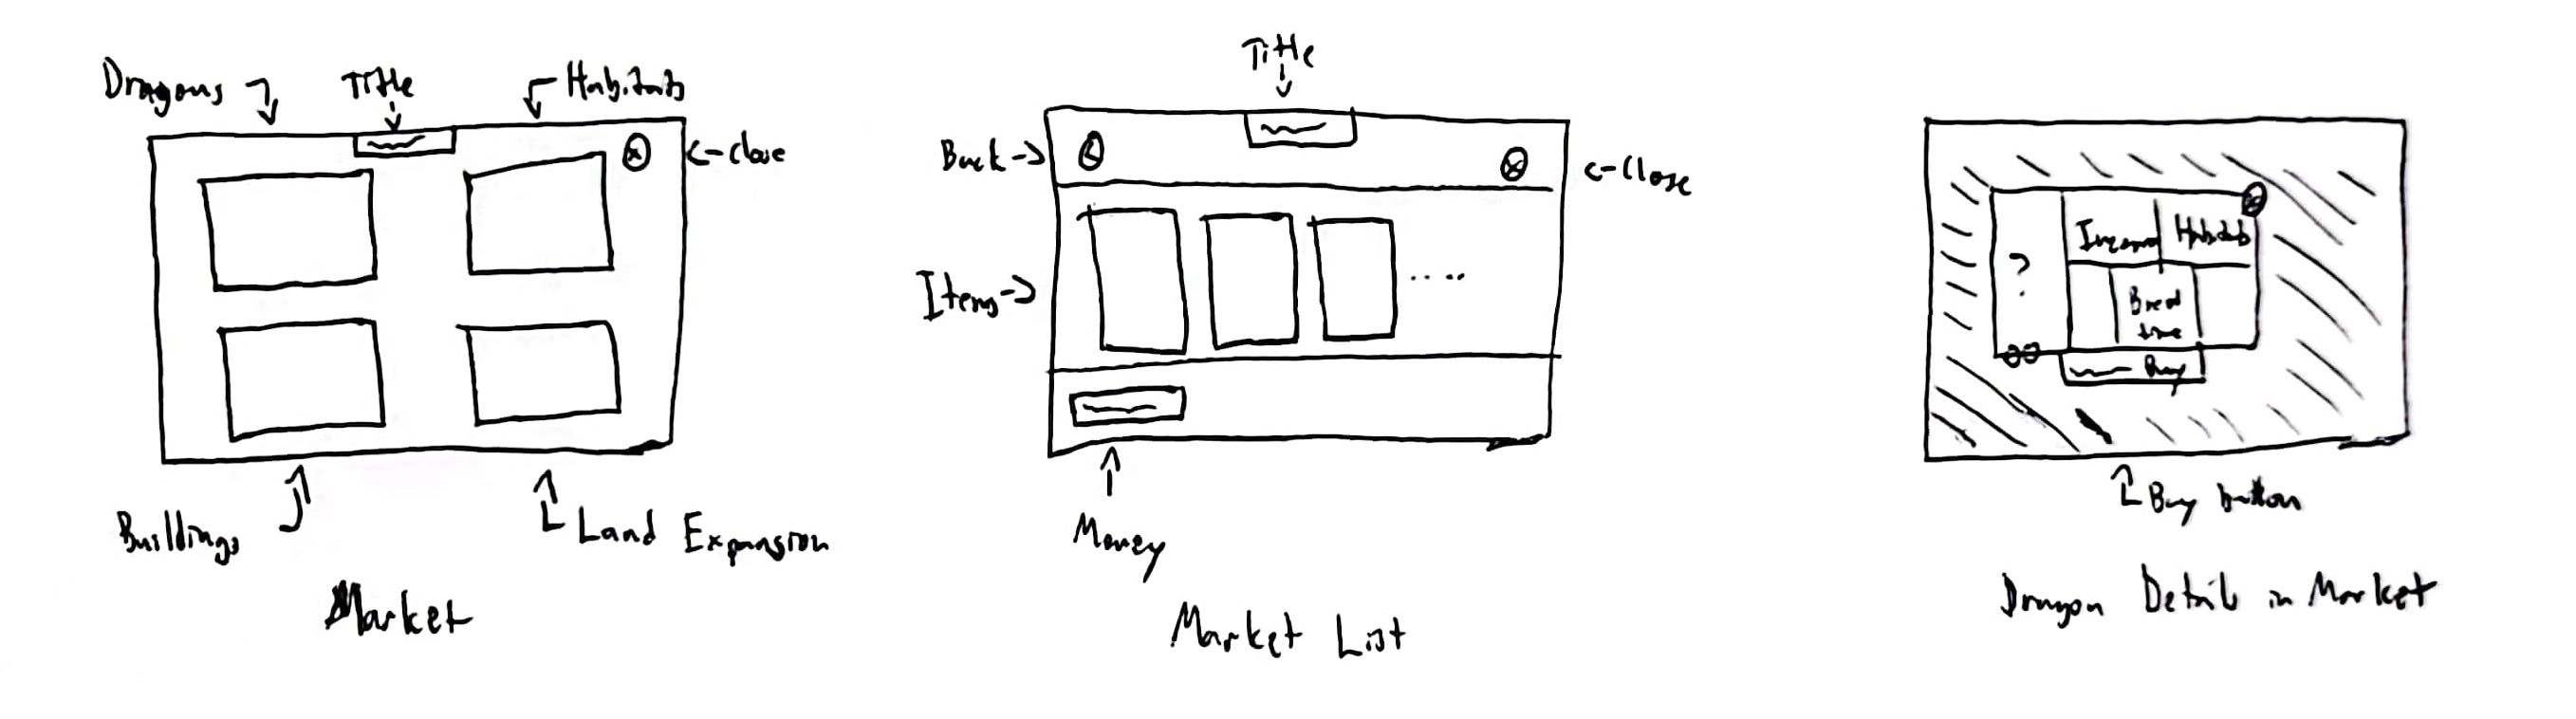 Dragons
Title
Habitats
<-close
Buildings
Land Expansion
Market
Title
Back ->
<-Close
Items->
Money
Market List
?
Income
Habitats
Breed
time
Buy
Buy button
Dragon Details in Market